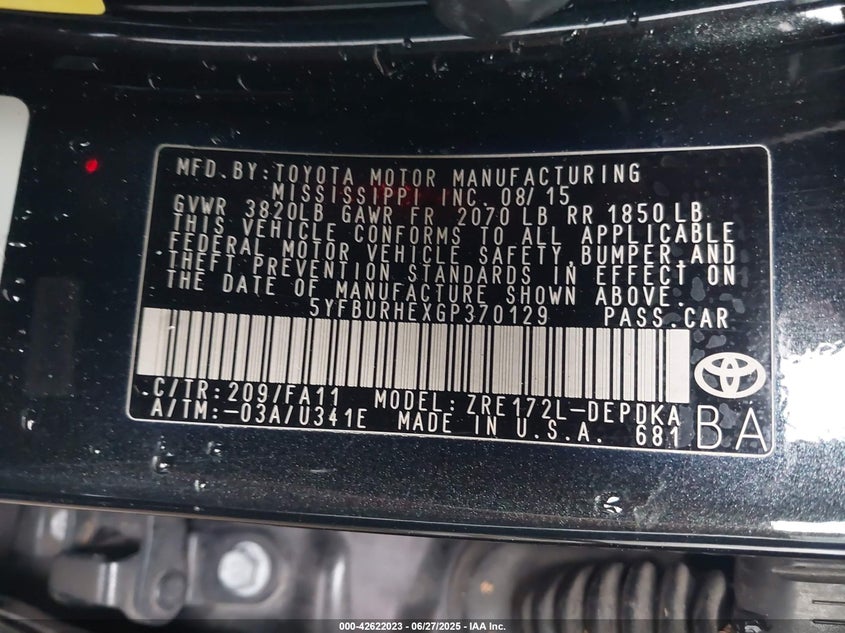 MFD.BY:TOYOTA MOTOR MANUFACTURING
MISSISSIPPI INC. 08/15
GVWR 3820LB GAWR FR 2070 LB RR 1850 LB
THIS VEHICLE CONFORMS TO ALL APPLICABLE
FEDERAL MOTOR VEHICLE SAFETY,BUMPER,AND
THEFT PREVENTION STANDARDS IN EFFECT ON
THE DATE OF MANUFACTURE SHOWN ABOVE.
5YFBURHEXGP370129 PASS.CAR
C/TR:209/FA11 MODEL:ZRE172L-DEPDKA
A/TM:-03A/U341E MADE IN U.S.A. 681
BA
000-42622023 — 06/27/2025 — IAA Inc.